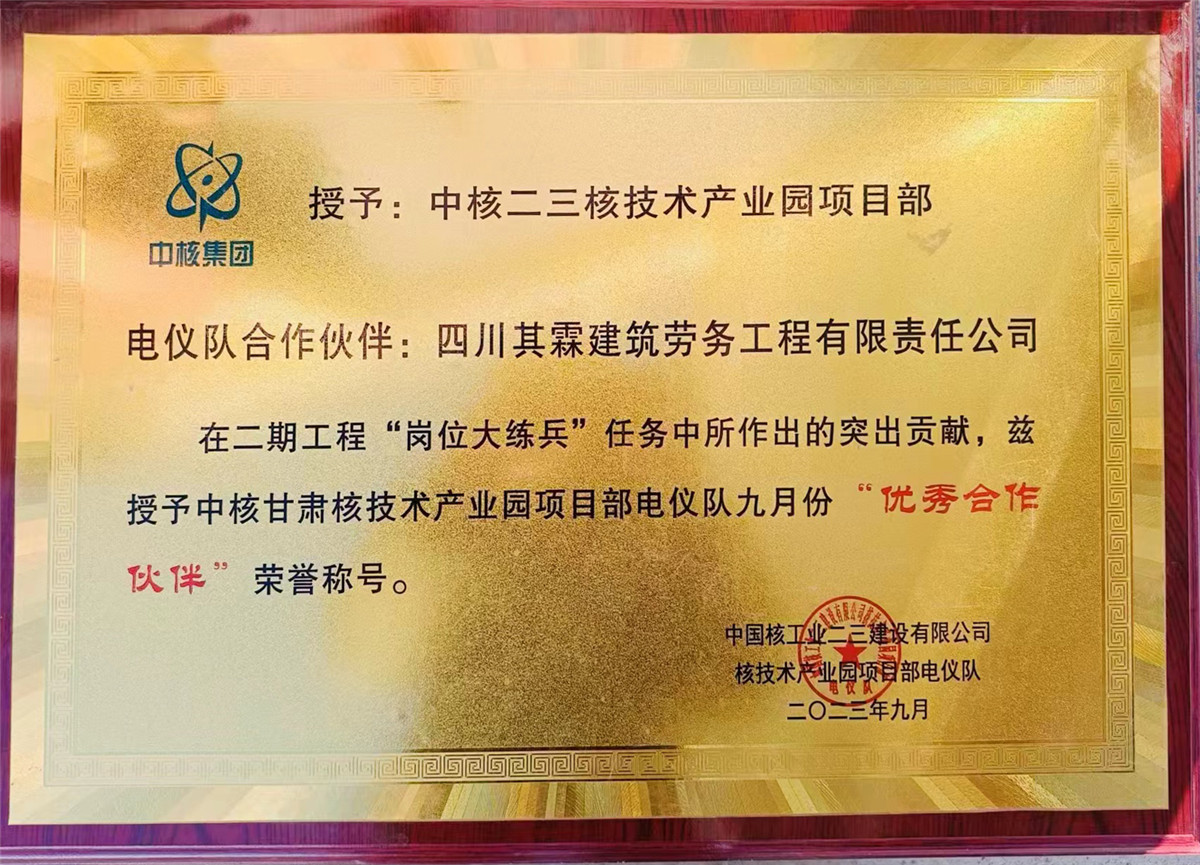 中核集团
授予：中核二三核技术产业园项目部
电仪队合作伙伴：四川其霖建筑劳务工程有限责任公司
在二期工程“岗位大练兵”任务中所作出的突出贡献，兹
授予中核甘肃核技术产业园项目部电仪队九月份“优秀合作
伙伴”荣誉称号。
中国核工业二三建设有限公司
核技术产业园项目部电仪队
电仪队
二〇二三年九月